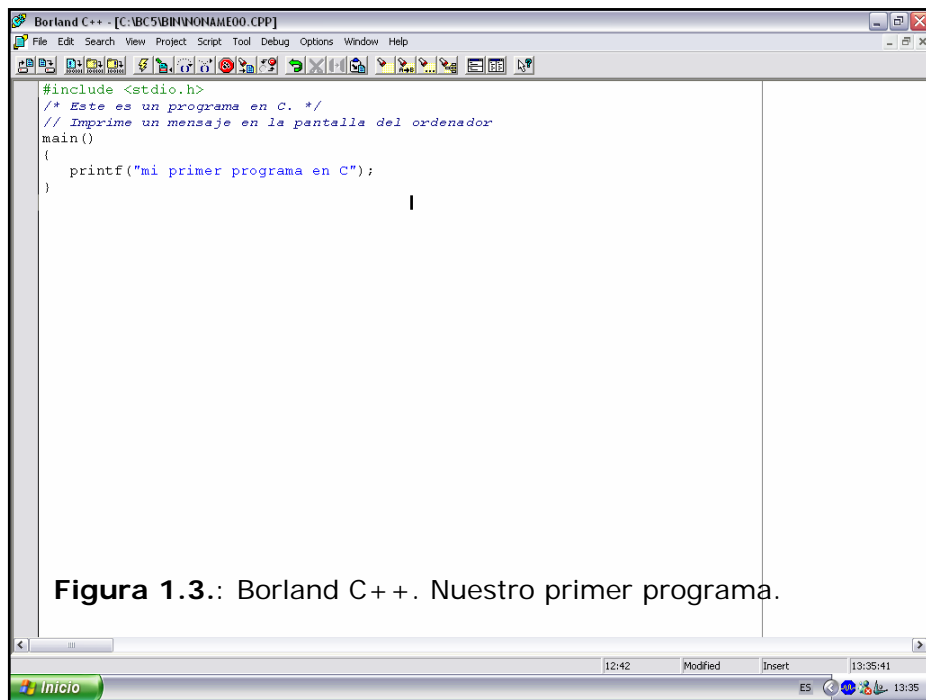 Borland C++ - [C:\BC5\BIN\NONAME00.CPP]
File Edit Search View Project Script Tool Debug Options Window Help
#include <stdio.h>
/* Este es un programa en C. */
// Imprime un mensaje en la pantalla del ordenador
main()
{
printf("mi primer programa en C");
}
Figura 1.3.: Borland C++. Nuestro primer programa.
12:42 Modified Insert 13:35:41
Inicio ES 13:35